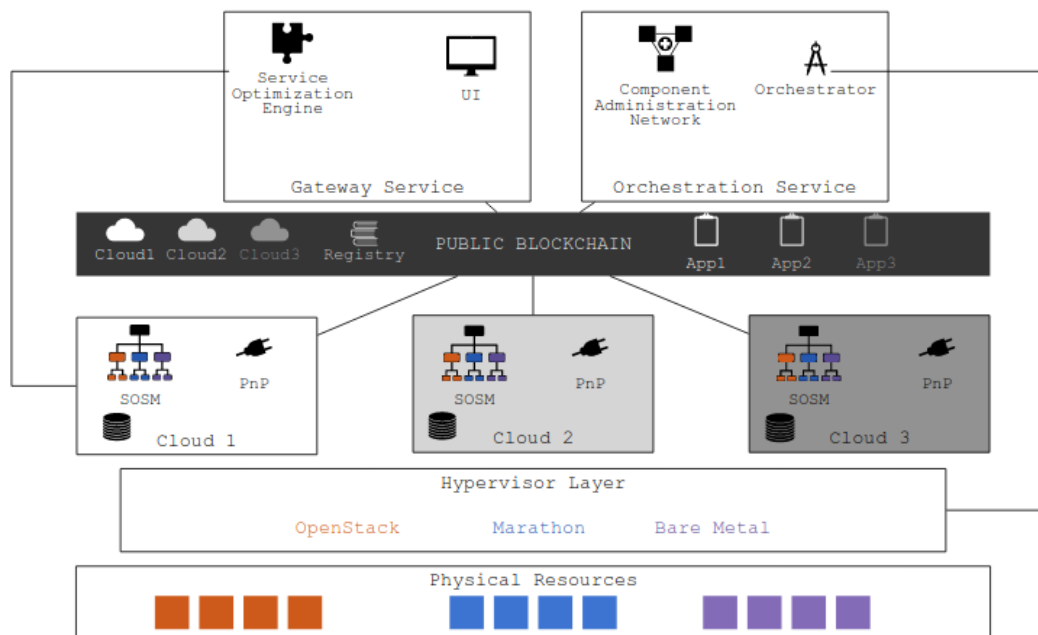 Service
Optimization
Engine
UI
Gateway Service
Component
Administration
Network
Orchestrator
Orchestration Service
Cloud1
Cloud2
Cloud3
Registry
PUBLIC BLOCKCHAIN
App1
App2
App3
SOSM
PnP
Cloud 1
SOSM
PnP
Cloud 2
SOSM
PnP
Cloud 3
Hypervisor Layer
OpenStack
Marathon
Bare Metal
Physical Resources